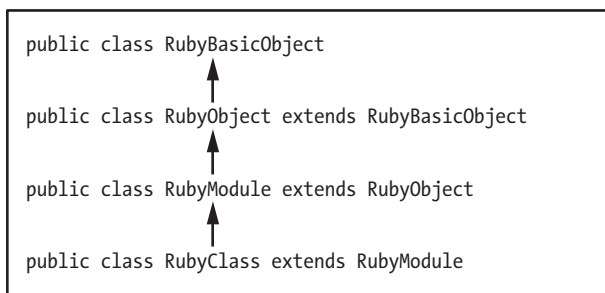 public class RubyBasicObject
public class RubyObject extends RubyBasicObject
public class RubyModule extends RubyObject
public class RubyClass extends RubyModule